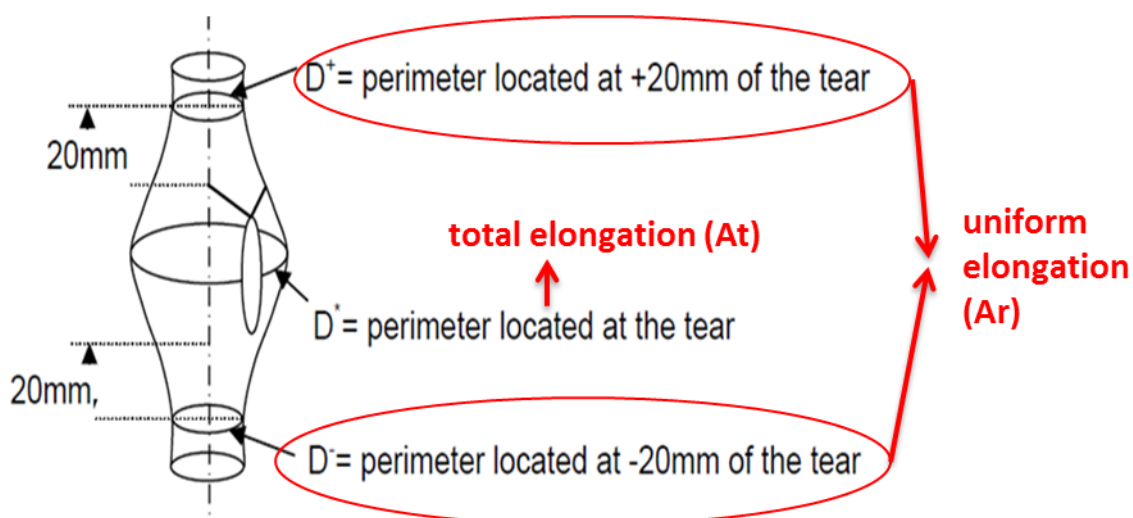 D⁺= perimeter located at +20mm of the tear
20mm
total elongation (At)
uniform
elongation
(Ar)
D*= perimeter located at the tear
20mm,
D⁻= perimeter located at -20mm of the tear